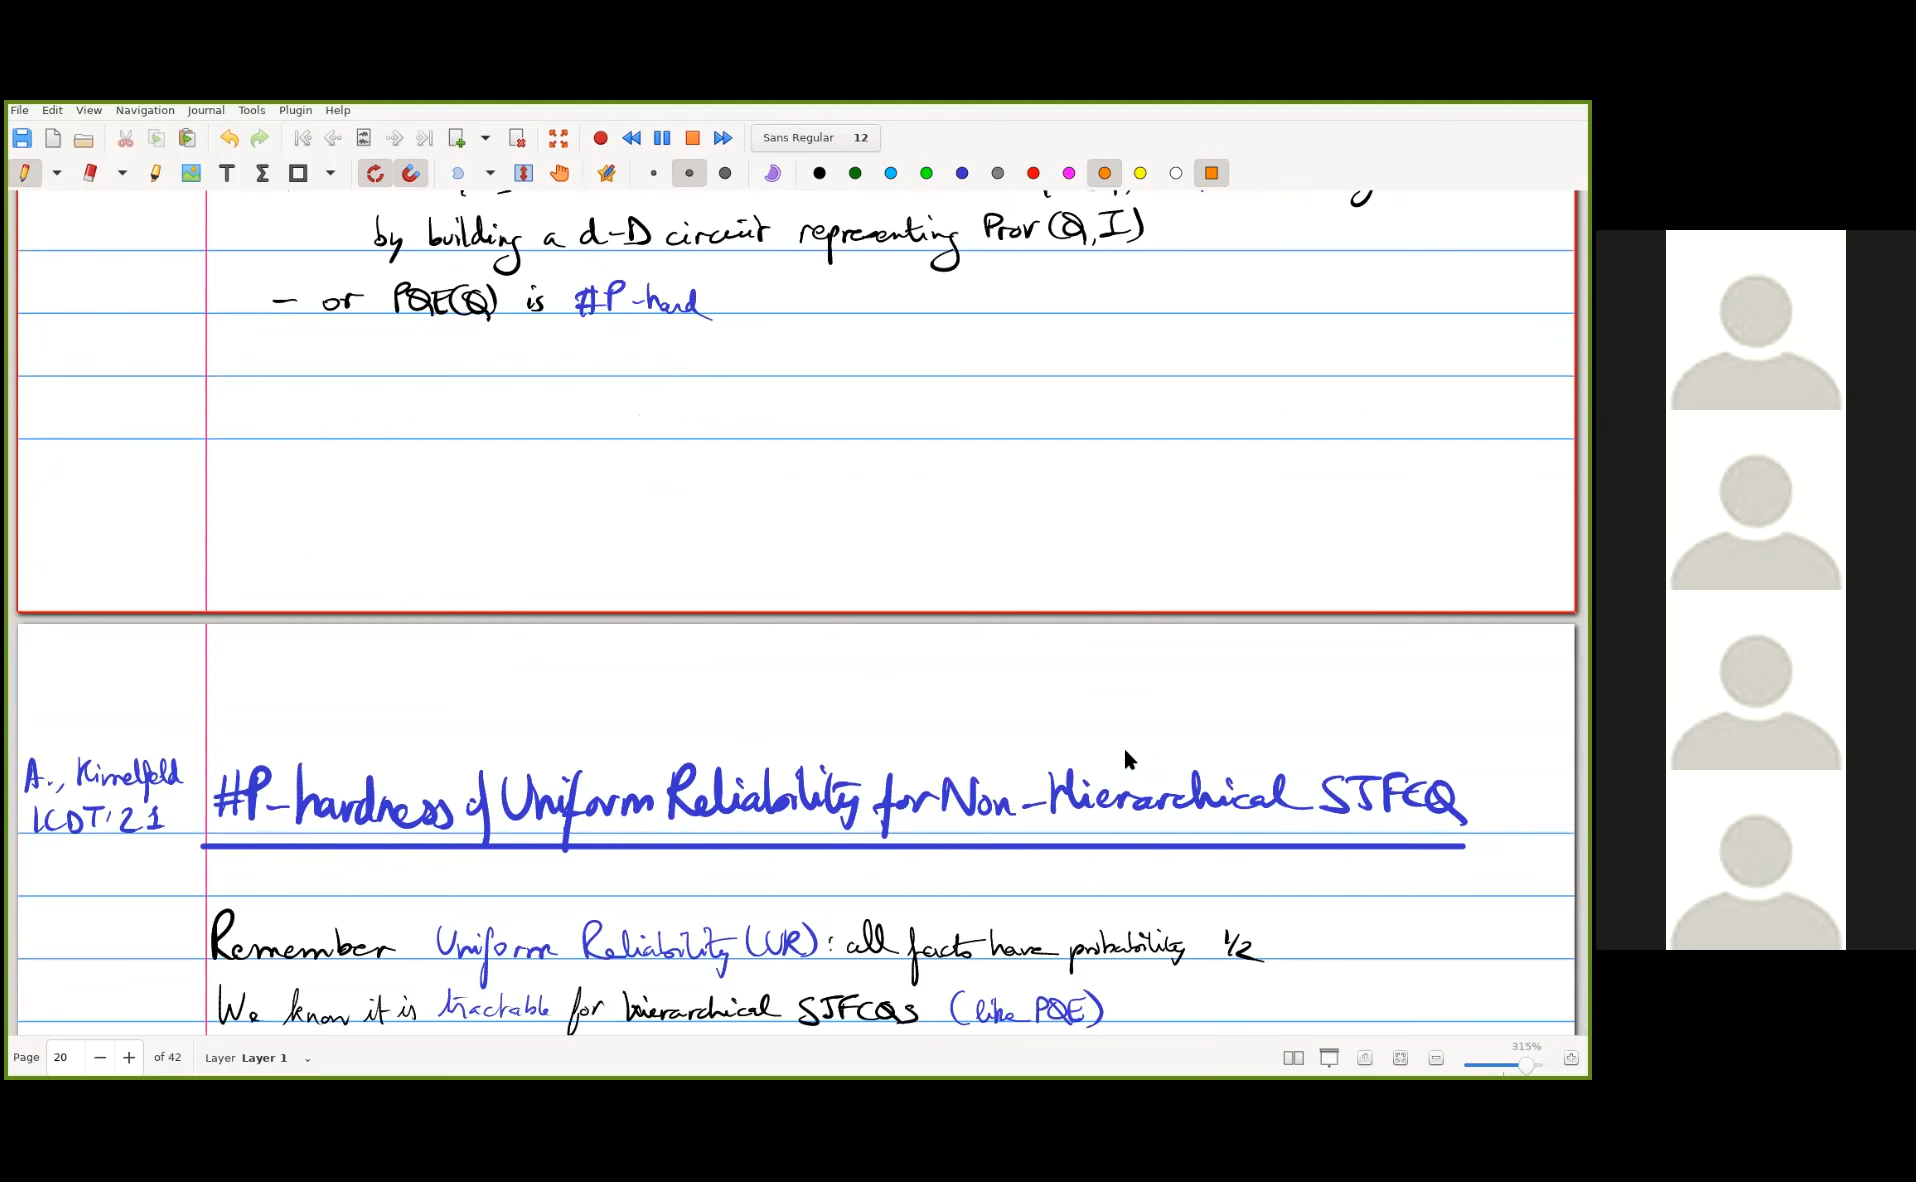 File Edit View Navigation Journal Tools Plugin Help
Sans Regular 12
by building a d-D circuit representing Prov(Q,I)
- or PQE(Q) is #P-hard
A., Kimelfeld
ICDT'21
#P-hardness of Uniform Reliability for Non-Hierarchical SJFCQ
Remember Uniform Reliability (UR): all facts have probability 1/2
We know it is tractable for hierarchical SJFCQs (like PQE)
Page 20 of 42 Layer Layer 1 315%